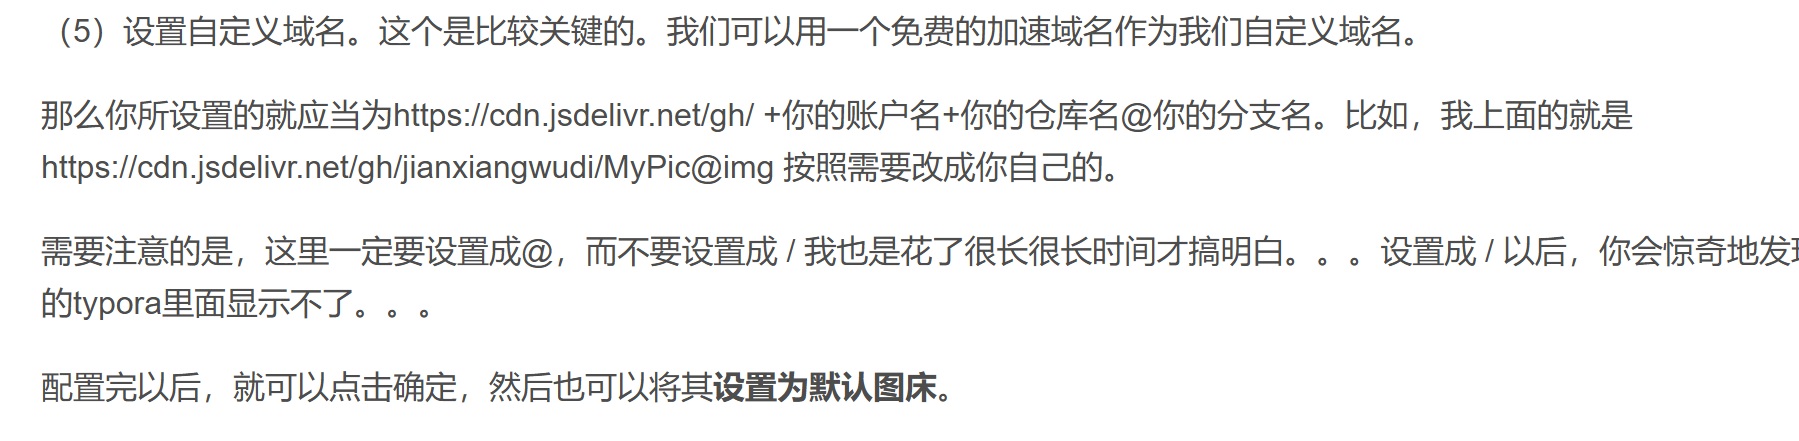 （5）设置自定义域名。这个是比较关键的。我们可以用一个免费的加速域名作为我们自定义域名。
那么你所设置的就应当为https://cdn.jsdelivr.net/gh/ +你的账户名+你的仓库名@你的分支名。比如，我上面的就是
https://cdn.jsdelivr.net/gh/jianxiangwudi/MyPic@img 按照需要改成你自己的。
需要注意的是，这里一定要设置成@，而不要设置成 / 我也是花了很长很长时间才搞明白。。。设置成 / 以后，你会惊奇地发
的typora里面显示不了。。。
配置完以后，就可以点击确定，然后也可以将其设置为默认图床。